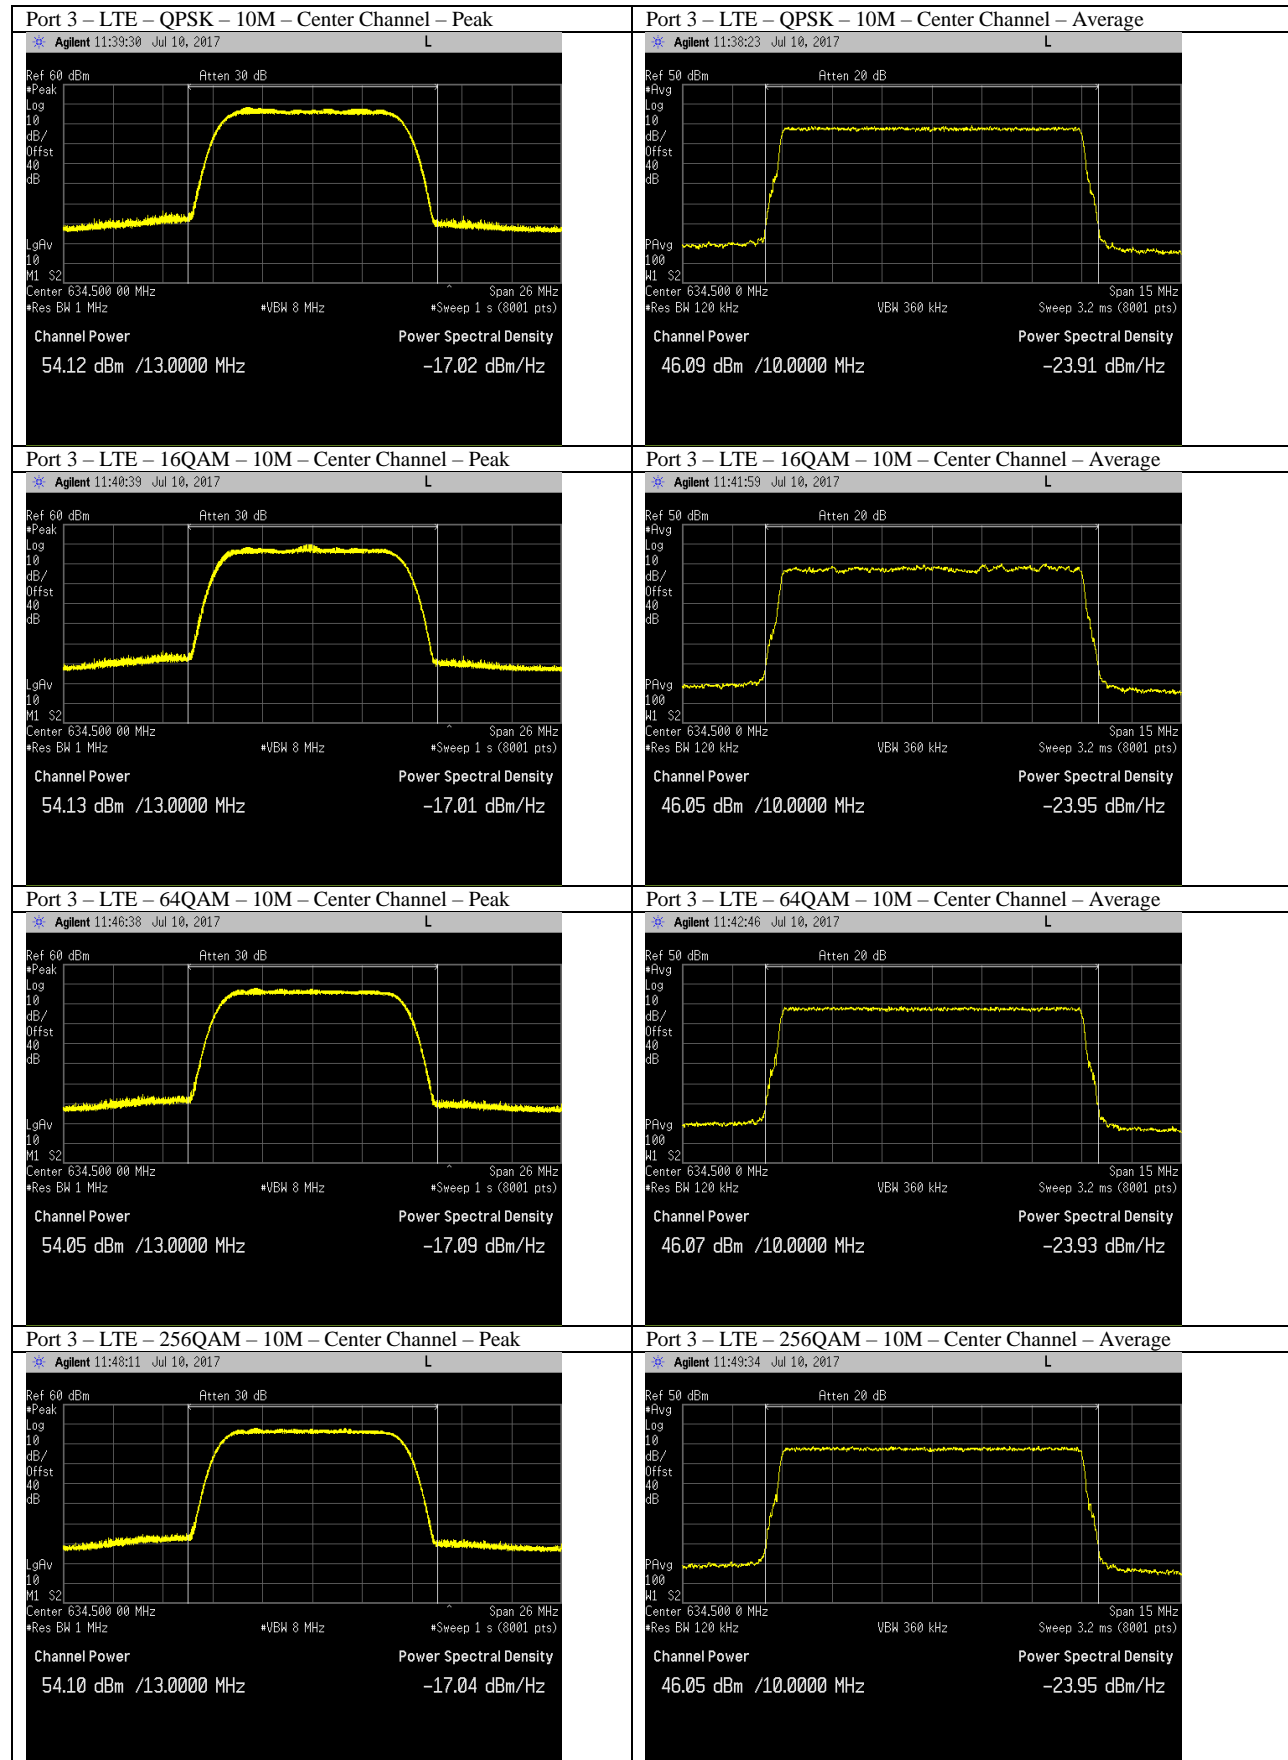 Port 3 – LTE – QPSK – 10M – Center Channel – Peak
Agilent 11:39:30 Jul 10, 2017 L
Ref 60 dBm Atten 30 dB
#Peak
Log
10
dB/
Offst
40
dB
LgAv
10
M1 S2
Center 634.500 00 MHz ^ Span 26 MHz
#Res BW 1 MHz #VBW 8 MHz #Sweep 1 s (8001 pts)
Channel Power Power Spectral Density
54.12 dBm /13.0000 MHz -17.02 dBm/Hz
Port 3 – LTE – QPSK – 10M – Center Channel – Average
Agilent 11:38:23 Jul 10, 2017 L
Ref 50 dBm Atten 20 dB
#Avg
Log
10
dB/
Offst
40
dB
PAvg
100
W1 S2
Center 634.500 0 MHz Span 15 MHz
#Res BW 120 kHz VBW 360 kHz Sweep 3.2 ms (8001 pts)
Channel Power Power Spectral Density
46.09 dBm /10.0000 MHz -23.91 dBm/Hz
Port 3 – LTE – 16QAM – 10M – Center Channel – Peak
Agilent 11:40:39 Jul 10, 2017 L
Ref 60 dBm Atten 30 dB
#Peak
Log
10
dB/
Offst
40
dB
LgAv
10
M1 S2
Center 634.500 00 MHz ^ Span 26 MHz
#Res BW 1 MHz #VBW 8 MHz #Sweep 1 s (8001 pts)
Channel Power Power Spectral Density
54.13 dBm /13.0000 MHz -17.01 dBm/Hz
Port 3 – LTE – 16QAM – 10M – Center Channel – Average
Agilent 11:41:59 Jul 10, 2017 L
Ref 50 dBm Atten 20 dB
#Avg
Log
10
dB/
Offst
40
dB
PAvg
100
W1 S2
Center 634.500 0 MHz Span 15 MHz
#Res BW 120 kHz VBW 360 kHz Sweep 3.2 ms (8001 pts)
Channel Power Power Spectral Density
46.05 dBm /10.0000 MHz -23.95 dBm/Hz
Port 3 – LTE – 64QAM – 10M – Center Channel – Peak
Agilent 11:46:38 Jul 10, 2017 L
Ref 60 dBm Atten 30 dB
#Peak
Log
10
dB/
Offst
40
dB
LgAv
10
M1 S2
Center 634.500 00 MHz ^ Span 26 MHz
#Res BW 1 MHz #VBW 8 MHz #Sweep 1 s (8001 pts)
Channel Power Power Spectral Density
54.05 dBm /13.0000 MHz -17.09 dBm/Hz
Port 3 – LTE – 64QAM – 10M – Center Channel – Average
Agilent 11:42:46 Jul 10, 2017 L
Ref 50 dBm Atten 20 dB
#Avg
Log
10
dB/
Offst
40
dB
PAvg
100
W1 S2
Center 634.500 0 MHz Span 15 MHz
#Res BW 120 kHz VBW 360 kHz Sweep 3.2 ms (8001 pts)
Channel Power Power Spectral Density
46.07 dBm /10.0000 MHz -23.93 dBm/Hz
Port 3 – LTE – 256QAM – 10M – Center Channel – Peak
Agilent 11:48:11 Jul 10, 2017 L
Ref 60 dBm Atten 30 dB
#Peak
Log
10
dB/
Offst
40
dB
LgAv
10
M1 S2
Center 634.500 00 MHz ^ Span 26 MHz
#Res BW 1 MHz #VBW 8 MHz #Sweep 1 s (8001 pts)
Channel Power Power Spectral Density
54.10 dBm /13.0000 MHz -17.04 dBm/Hz
Port 3 – LTE – 256QAM – 10M – Center Channel – Average
Agilent 11:49:34 Jul 10, 2017 L
Ref 50 dBm Atten 20 dB
#Avg
Log
10
dB/
Offst
40
dB
PAvg
100
W1 S2
Center 634.500 0 MHz Span 15 MHz
#Res BW 120 kHz VBW 360 kHz Sweep 3.2 ms (8001 pts)
Channel Power Power Spectral Density
46.05 dBm /10.0000 MHz -23.95 dBm/Hz